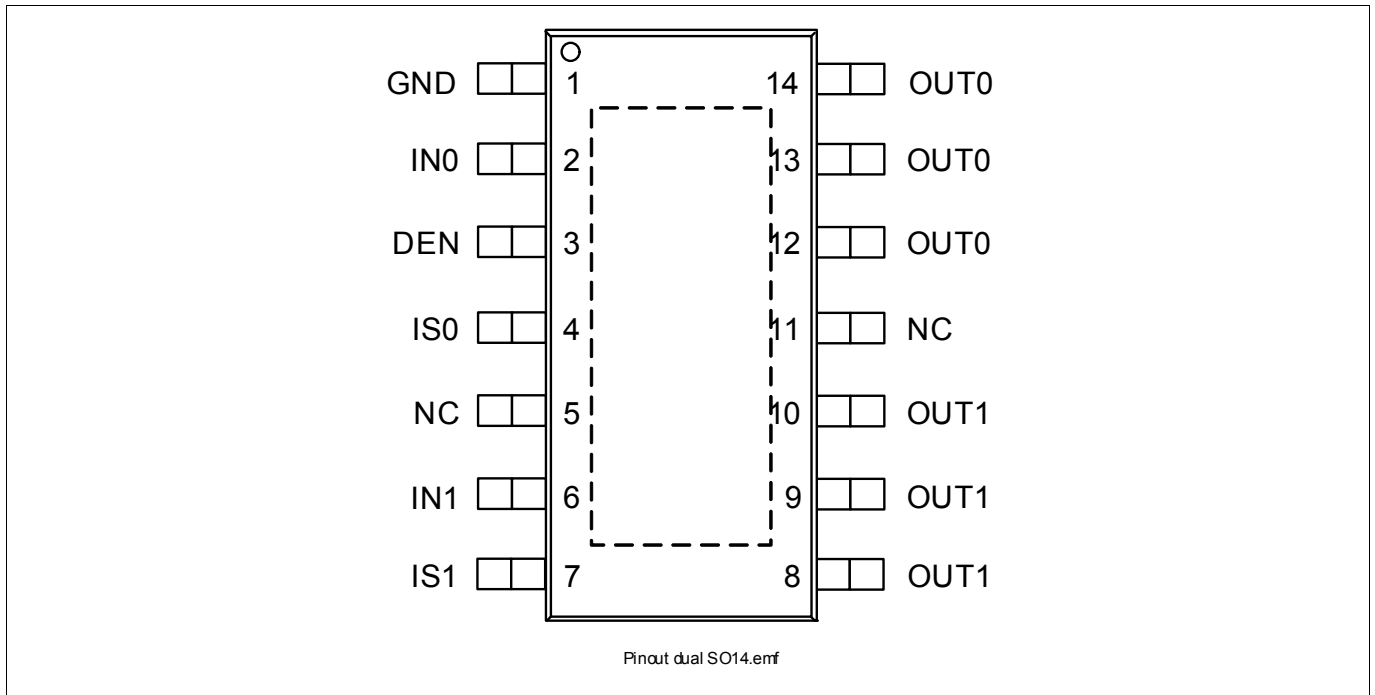 GND 1 14 OUT0
IN0 2 13 OUT0
DEN 3 12 OUT0
IS0 4 11 NC
NC 5 10 OUT1
IN1 6 9 OUT1
IS1 7 8 OUT1
Pinout dual SO14.emf